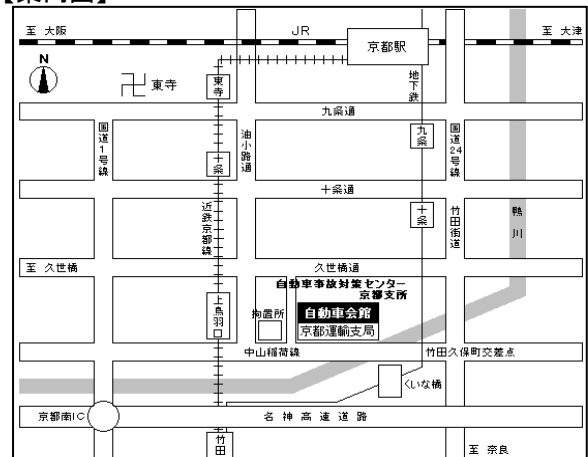 【案内図】
至 大阪
JR
京都駅
至 大津
N
東寺
東寺
地下鉄
九条通
国道1号線
油小路通
九条
国道24号線
十条
十条通
近鉄京都線
十条
竹田街道
鴨川
至 久世橋
久世橋通
自動車事故対策センター
京都支所
上鳥羽口
拘置所
自動車会館
京都運輸支局
中山稲荷線
竹田久保町交差点
くいな橋
京都南IC
名神高速道路
竹田
至 奈良